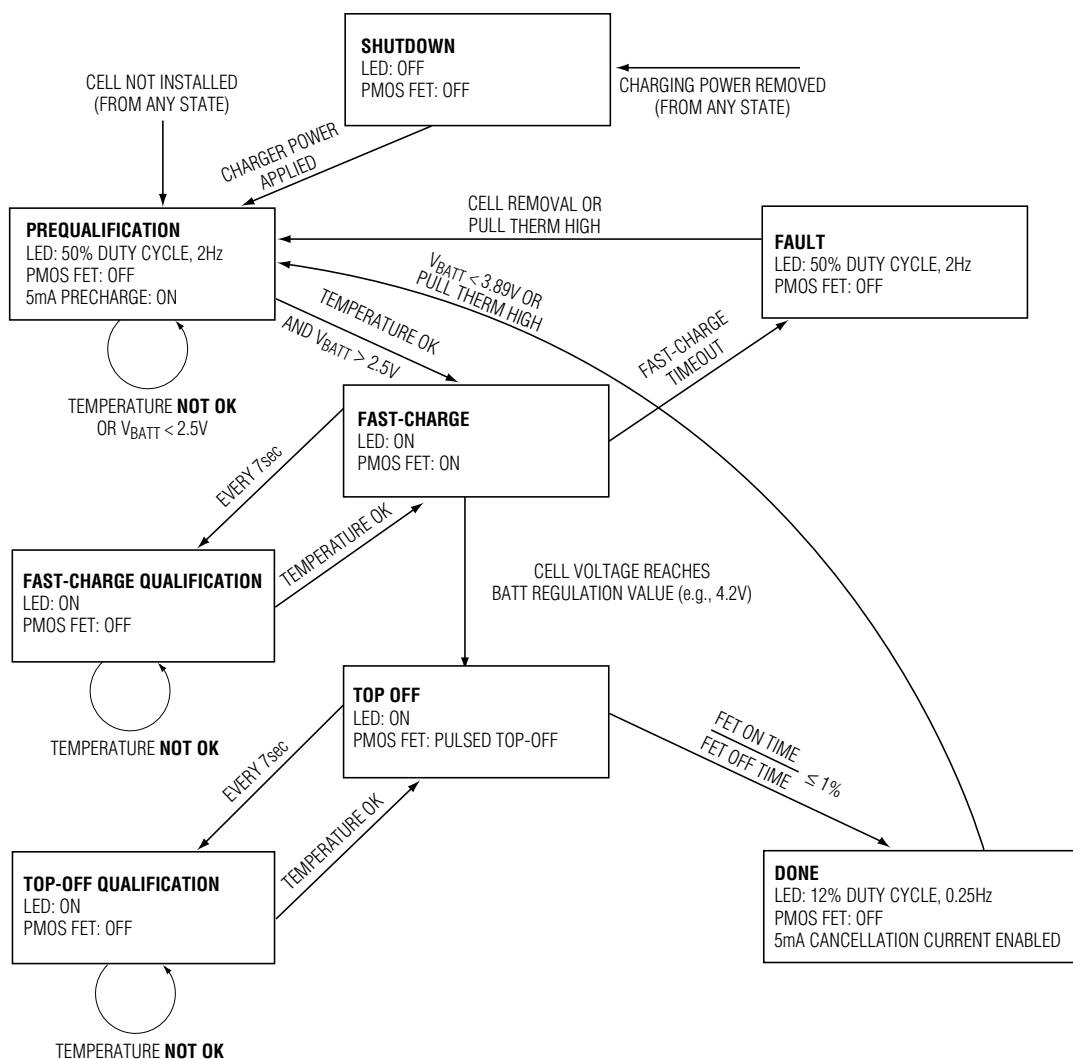 SHUTDOWN
LED: OFF
PMOS FET: OFF
CELL NOT INSTALLED
(FROM ANY STATE)
CHARGING POWER REMOVED
(FROM ANY STATE)
CHARGER POWER
APPLIED
PREQUALIFICATION
LED: 50% DUTY CYCLE, 2Hz
PMOS FET: OFF
5mA PRECHARGE: ON
CELL REMOVAL OR
PULL THERM HIGH
FAULT
LED: 50% DUTY CYCLE, 2Hz
PMOS FET: OFF
VBATT < 3.89V OR
PULL THERM HIGH
TEMPERATURE OK
AND VBATT > 2.5V
FAST-CHARGE
TIMEOUT
TEMPERATURE NOT OK
OR VBATT < 2.5V
FAST-CHARGE
LED: ON
PMOS FET: ON
EVERY 7sec
TEMPERATURE OK
FAST-CHARGE QUALIFICATION
LED: ON
PMOS FET: OFF
CELL VOLTAGE REACHES
BATT REGULATION VALUE (e.g., 4.2V)
TEMPERATURE NOT OK
TOP OFF
LED: ON
PMOS FET: PULSED TOP-OFF
EVERY 7sec
TEMPERATURE OK
FET ON TIME
FET OFF TIME
≤ 1%
TOP-OFF QUALIFICATION
LED: ON
PMOS FET: OFF
DONE
LED: 12% DUTY CYCLE, 0.25Hz
PMOS FET: OFF
5mA CANCELLATION CURRENT ENABLED
TEMPERATURE NOT OK